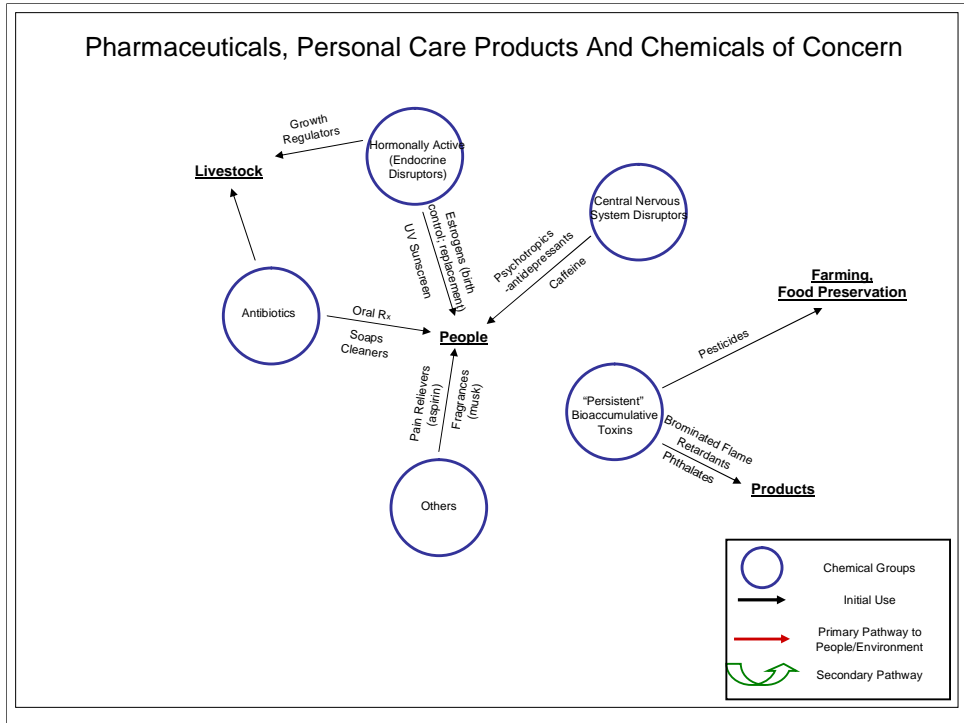 Pharmaceuticals, Personal Care Products And Chemicals of Concern
Growth
Regulators
Hormonally Active
(Endocrine
Disruptors)
Livestock
Central Nervous
System Disruptors
Estrogens (birth
control; replacement)
UV Sunscreen
Psychotropics
-antidepressants
Caffeine
Farming,
Food Preservation
Antibiotics
Oral Rx
Soaps
Cleaners
People
Pesticides
Pain Relievers
(aspirin)
Fragrances
(musk)
“Persistent”
Bioaccumulative
Toxins
Brominated Flame
Retardants
Phthalates
Products
Others
Chemical Groups
Initial Use
Primary Pathway to
People/Environment
Secondary Pathway